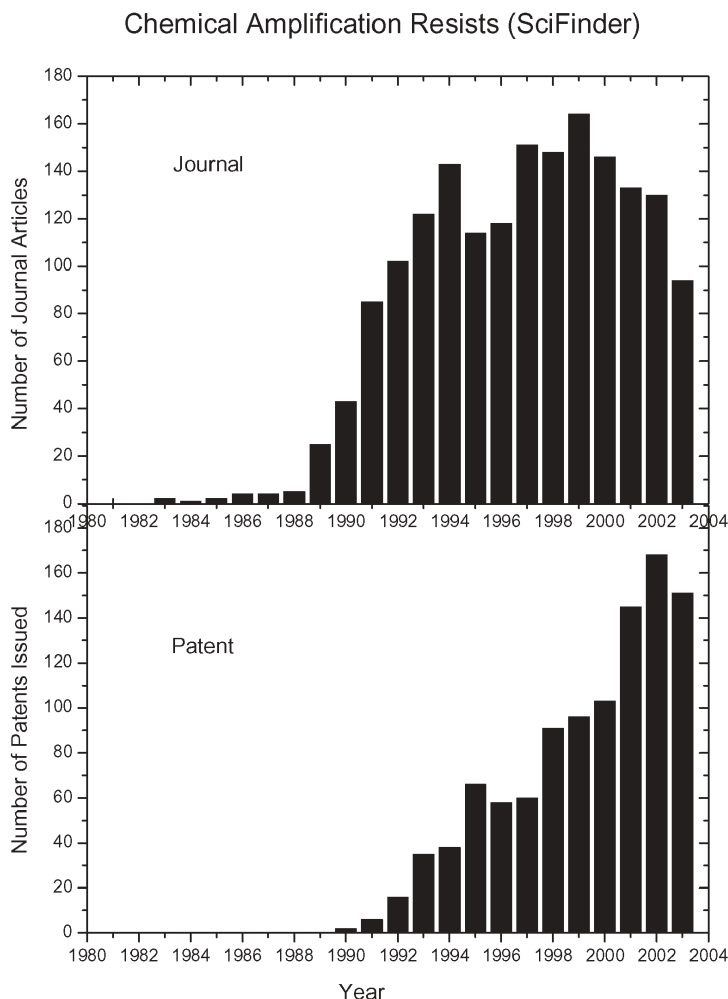 Chemical Amplification Resists (SciFinder)
180
160
140
120
100
80
60
40
20
0
Number of Journal Articles
Journal
1980 1982 1984 1986 1988 1990 1992 1994 1996 1998 2000 2002 2004
180
160
140
120
100
80
60
40
20
0
Number of Patents Issued
Patent
1980 1982 1984 1986 1988 1990 1992 1994 1996 1998 2000 2002 2004
Year